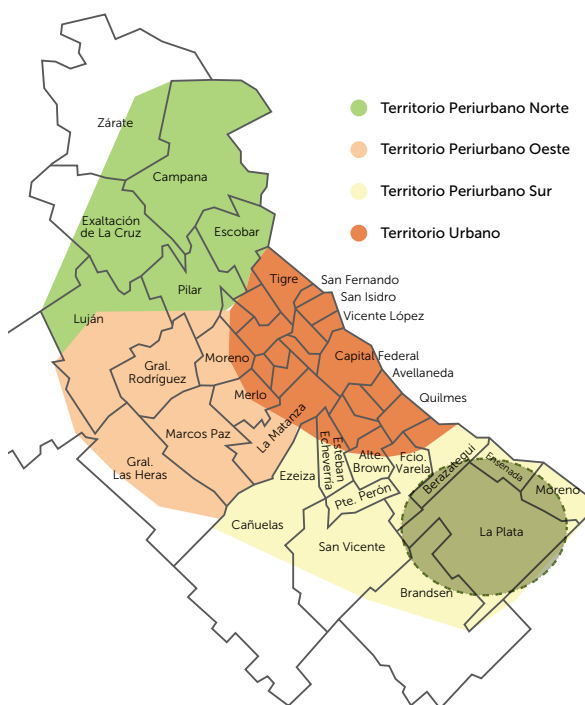 Territorio Periurbano Norte
Territorio Periurbano Oeste
Territorio Periurbano Sur
Territorio Urbano
Zárate
Campana
Exaltación
de La Cruz
Escobar
Pilar
Luján
Tigre
San Fernando
San Isidro
Vicente López
Capital Federal
Avellaneda
Quilmes
Moreno
Gral.
Rodríguez
Merlo
La Matanza
Marcos Paz
Gral.
Las Heras
Ezeiza
Esteban
Echeverría
Alte.
Brown
Fcio.
Varela
Berazategui
Ensenada
Moreno
Pte. Perón
Cañuelas
San Vicente
La Plata
Brandsen